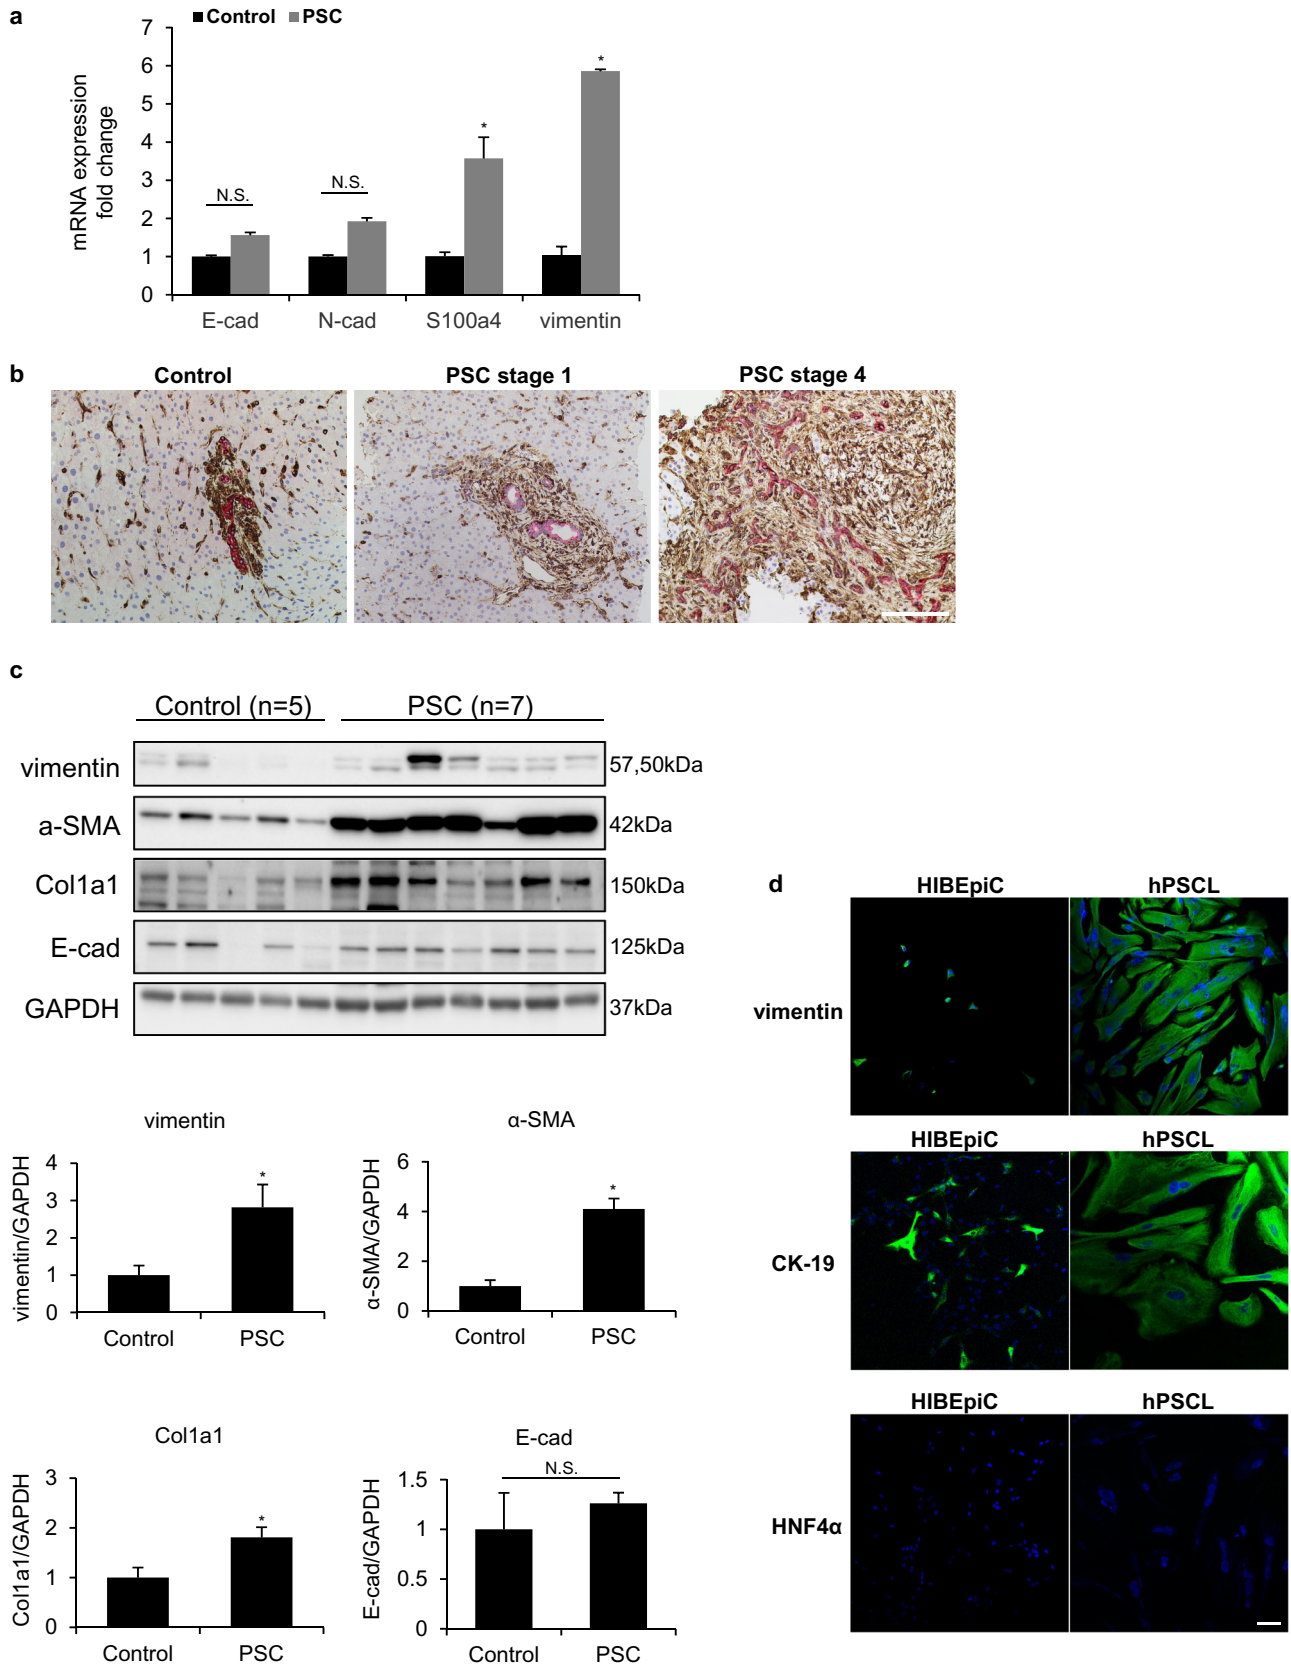 a
Control PSC
mRNA expression
fold change
7
6
5
4
3
2
1
0
N.S.
N.S.
*
*
E-cad N-cad S100a4 vimentin
b
Control PSC stage 1 PSC stage 4
c
Control (n=5) PSC (n=7)
vimentin 57,50kDa
a-SMA 42kDa
Col1a1 150kDa
E-cad 125kDa
GAPDH 37kDa
vimentin
vimentin/GAPDH
4
3
2
1
0
*
Control PSC
α-SMA
α-SMA/GAPDH
6
4
2
0
*
Control PSC
Col1a1
Col1a1/GAPDH
3
2
1
0
*
Control PSC
E-cad
E-cad/GAPDH
1.5
1
0.5
0
N.S.
Control PSC
d
HIBEpiC hPSCL
vimentin
HIBEpiC hPSCL
CK-19
HIBEpiC hPSCL
HNF4α